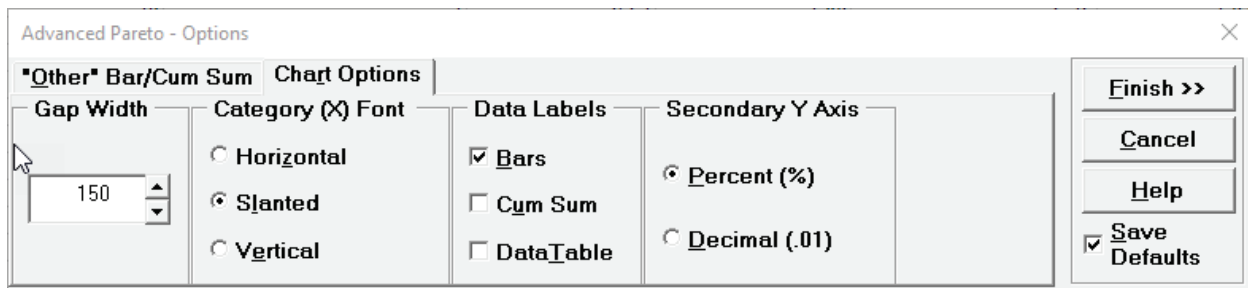 Advanced Pareto - Options
"Other" Bar/Cum Sum
Chart Options
Gap Width
150
Category (X) Font
Horizontal
Slanted
Vertical
Data Labels
Bars
Cum Sum
DataTable
Secondary Y Axis
Percent (%)
Decimal (.01)
Finish >>
Cancel
Help
Save
Defaults